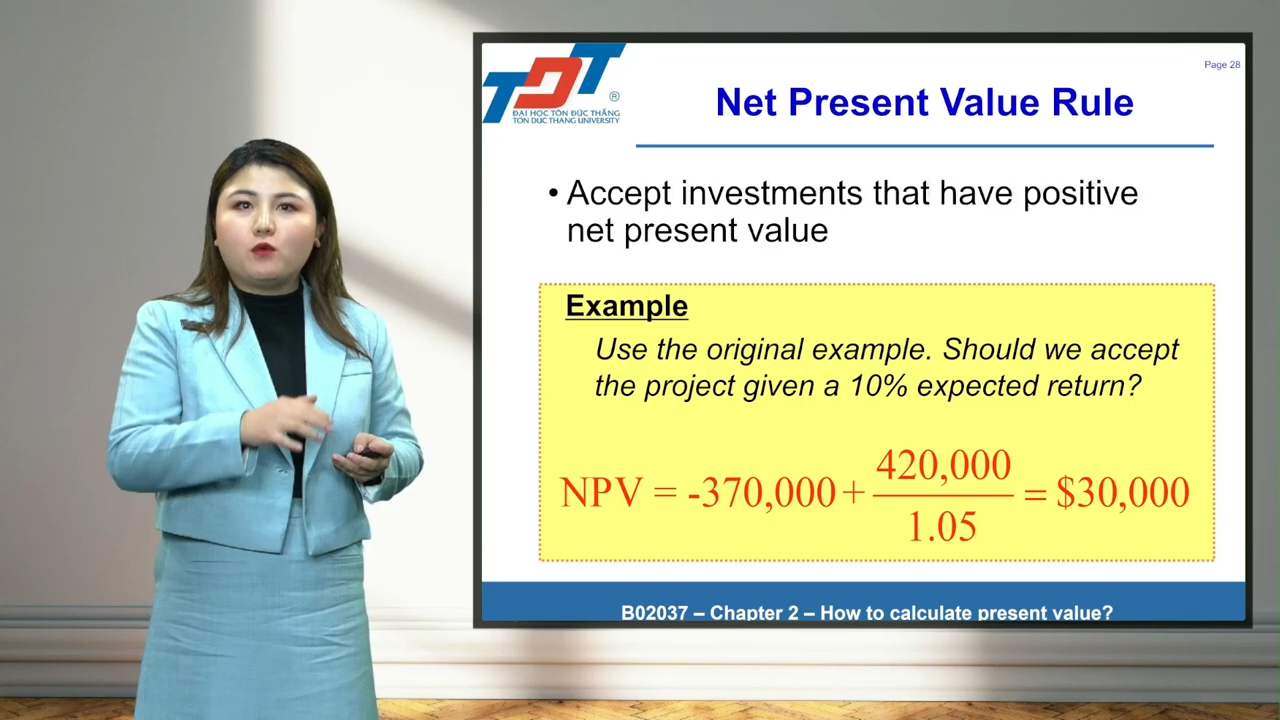 TDT
®
ĐẠI HỌC TÔN ĐỨC THẮNG
TON DUC THANG UNIVERSITY
Page 28
Net Present Value Rule
• Accept investments that have positive
net present value
Example
Use the original example. Should we accept
the project given a 10% expected return?
NPV = -370,000 + 420,000 / 1.05 = $30,000
B02037 – Chapter 2 – How to calculate present value?